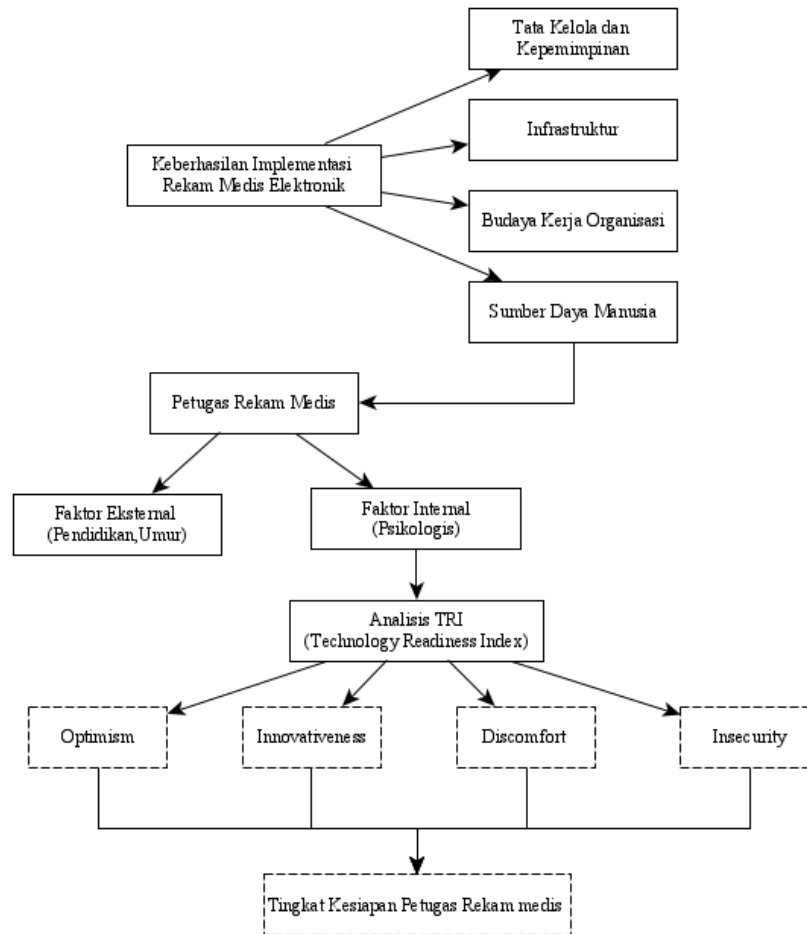 Tata Kelola dan
Kepemimpinan
Infrastruktur
Keberhasilan Implementasi
Rekam Medis Elektronik
Budaya Kerja Organisasi
Sumber Daya Manusia
Petugas Rekam Medis
Faktor Eksternal
(Pendidikan,Umur)
Faktor Internal
(Psikologis)
Analisis TRI
(Technology Readiness Index)
Optimism
Innovativeness
Discomfort
Insecurity
Tingkat Kesiapan Petugas Rekam medis